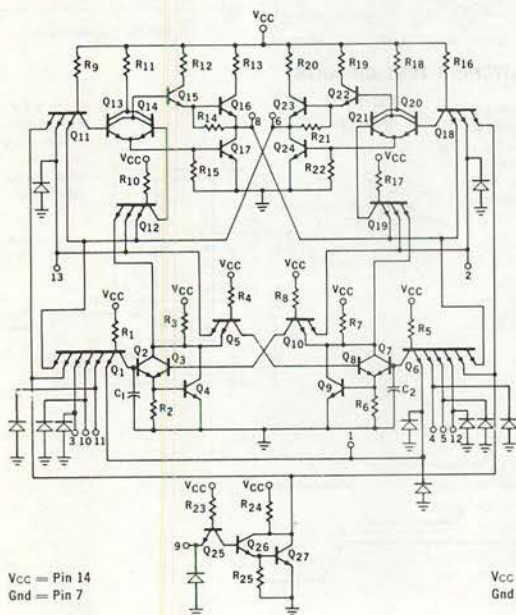 VCC
R9
R11
R12
R13
R20
R19
R18
R16
Q13
Q14
Q15
Q16
Q23
Q22
Q21
Q20
Q11
R14
8
6
R21
Q18
Q17
Q24
VCC
R10
R15
R22
VCC
R17
Q12
Q19
13
2
VCC
R1
VCC
R3
VCC
R4
VCC
R8
VCC
R7
VCC
R5
Q5
Q10
Q2
Q3
Q8
Q7
Q1
Q6
C1
Q4
Q9
C2
R2
R6
3
10
11
1
4
5
12
VCC
R23
VCC
R24
9
Q25
Q26
Q27
R25
VCC = Pin 14
Gnd = Pin 7
VCC
Gnd